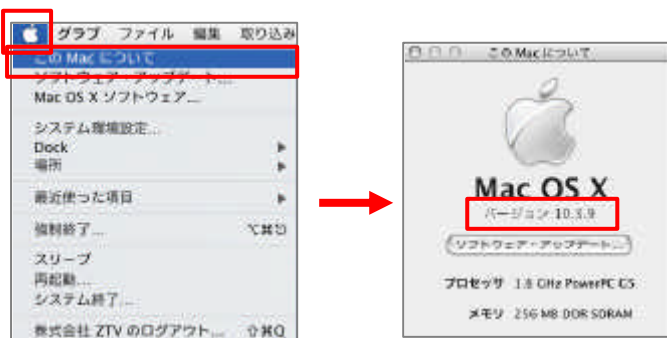 グラブ ファイル 編集 取り込み
この Mac について
ソフトウェア・アップデート...
Mac OS X ソフトウェア...
システム環境設定...
Dock
場所
最近使った項目
強制終了...
スリープ
再起動...
システム終了...
株式会社 ZTV のログアウト... ⇧⌘Q
このMacについて
Mac OS X
バージョン 10.3.9
ソフトウェア・アップデート...
プロセッサ 1.8 GHz PowerPC G5
メモリ 256 MB DDR SDRAM